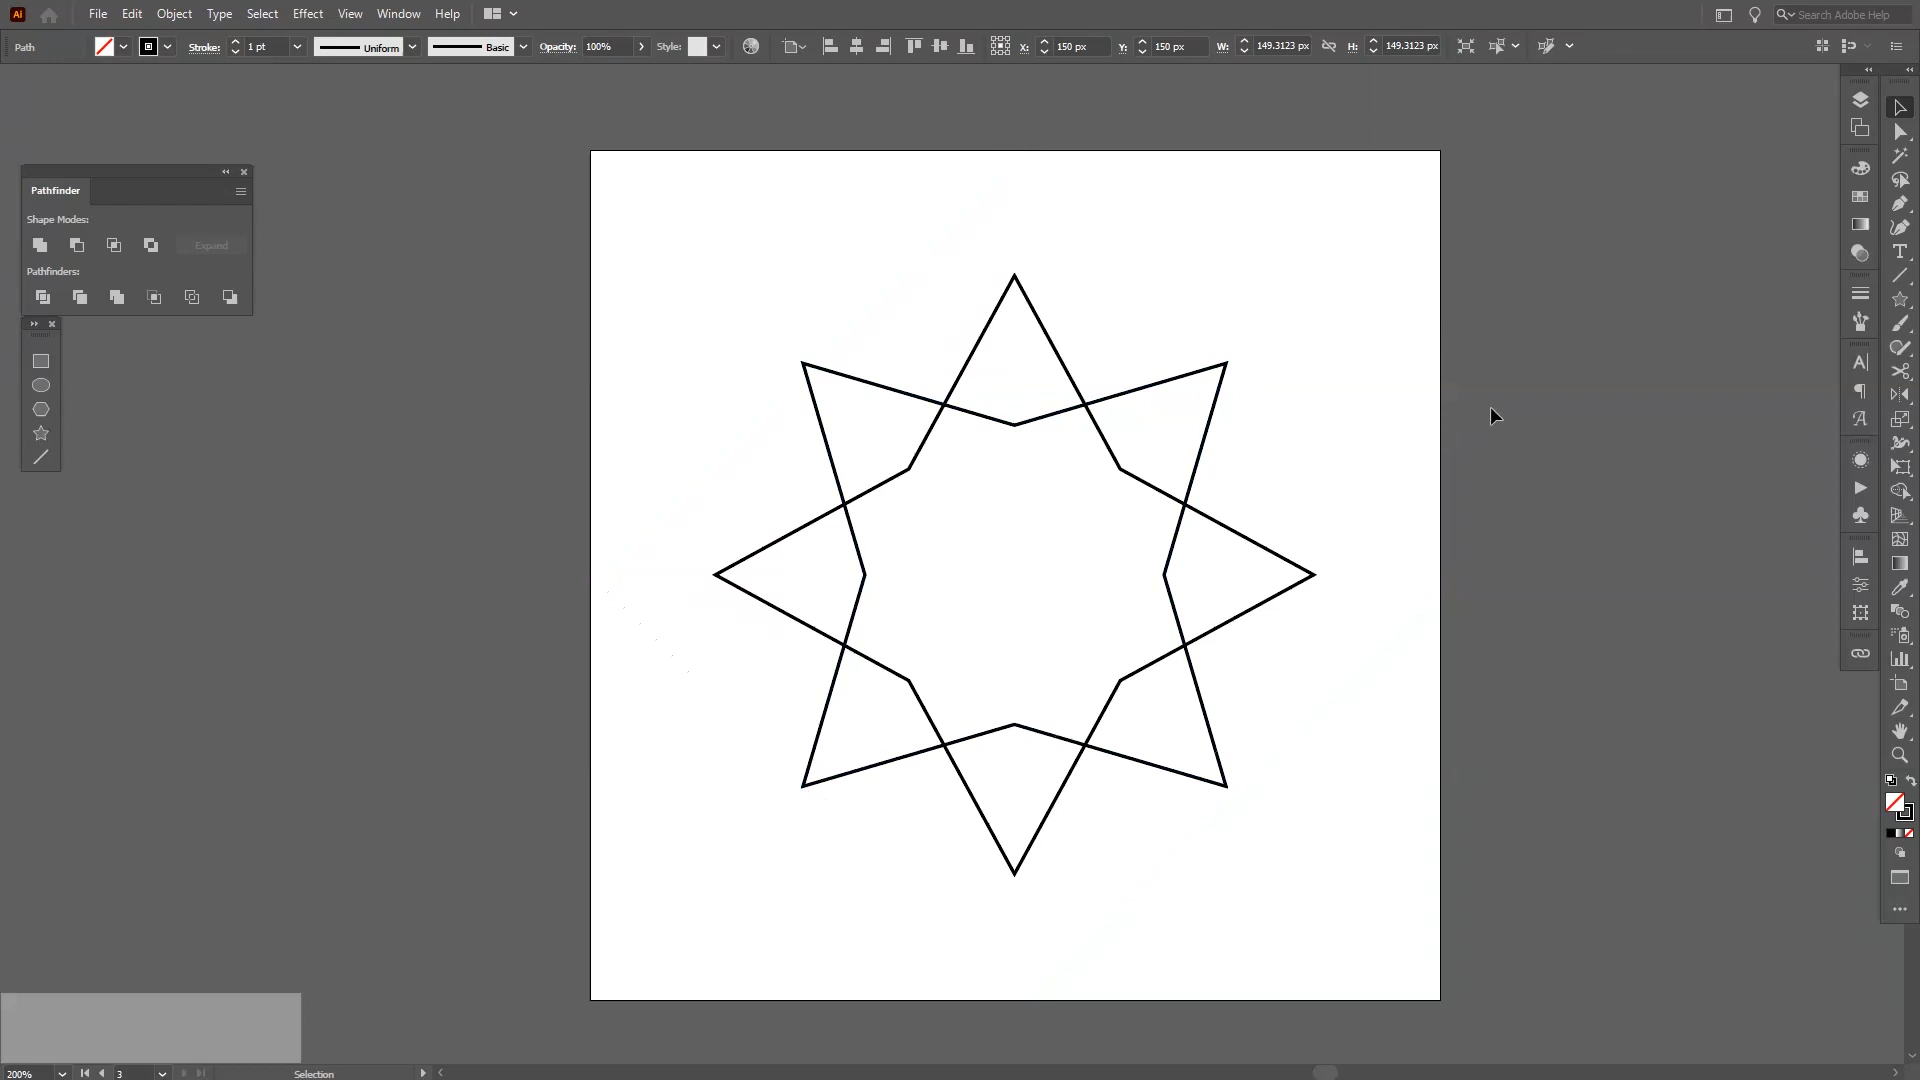 Ai File Edit Object Type Select Effect View Window Help Search Adobe Help
Path Stroke: 1 pt Uniform Basic Opacity: 100% Style: X: 150 px Y: 150 px W: 149.3123 px H: 149.3123 px
Pathfinder
Shape Modes:
Expand
Pathfinders:
200% 3 Selection